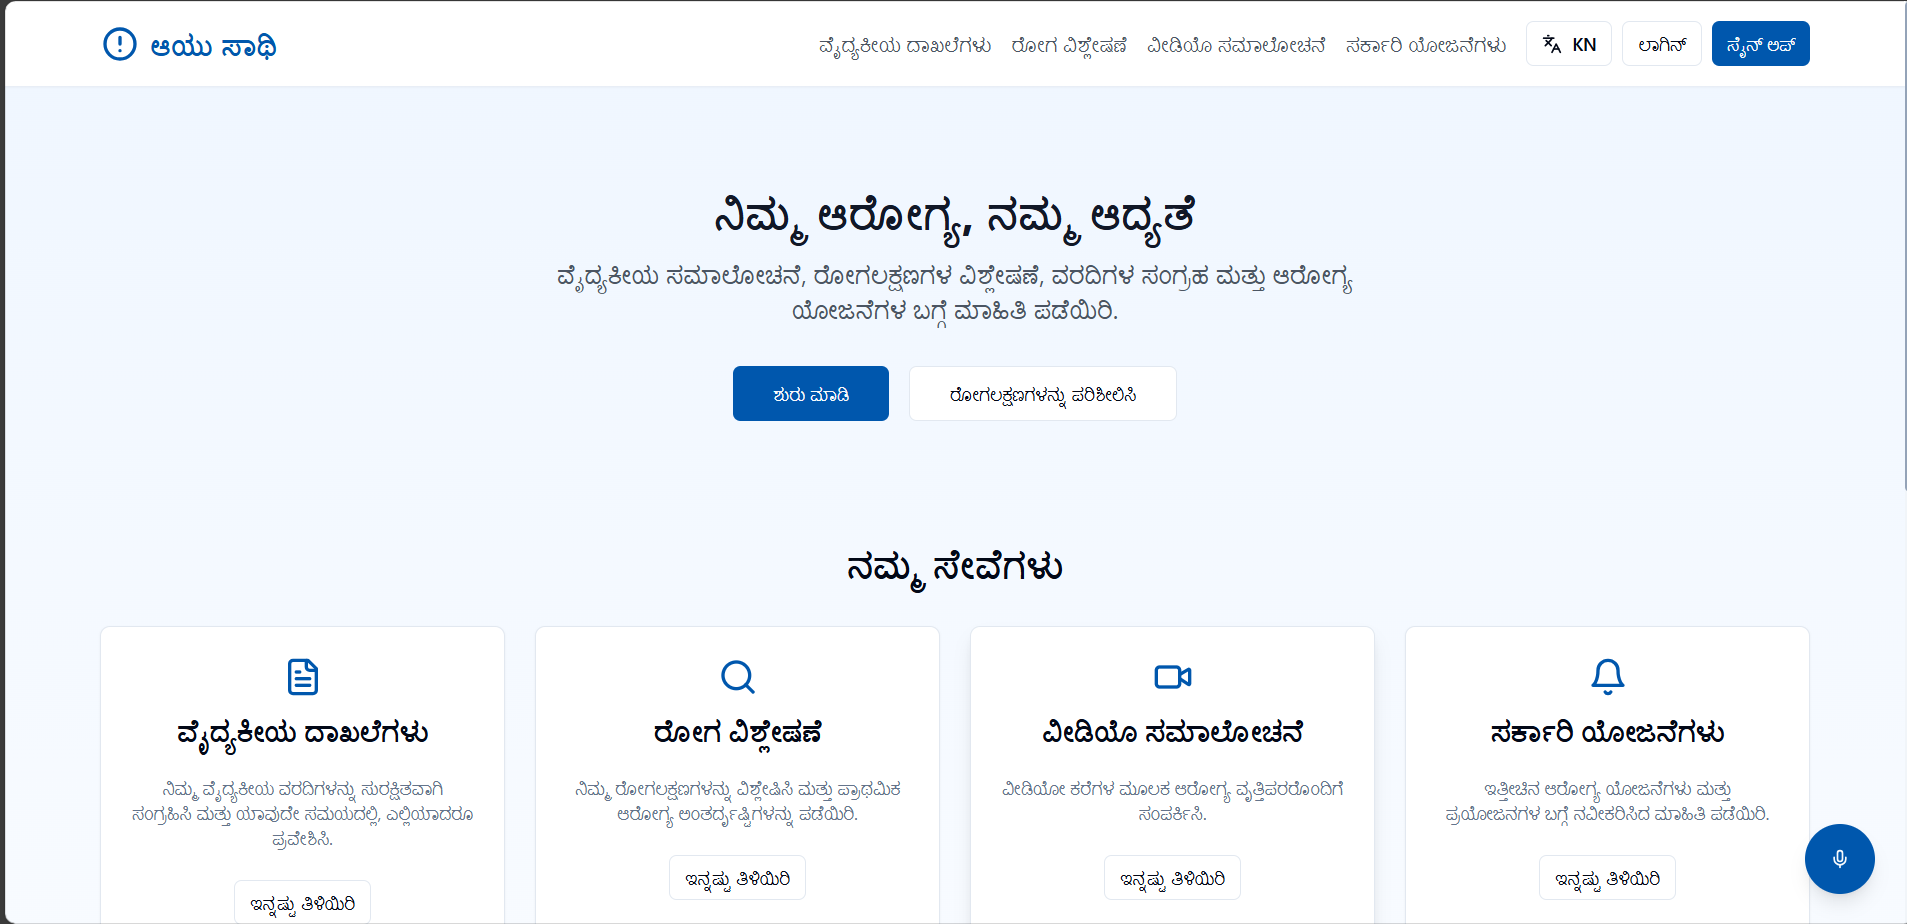 ಆಯು ಸಾಥಿ
ವೈದ್ಯಕೀಯ ದಾಖಲೆಗಳು
ರೋಗ ವಿಶ್ಲೇಷಣೆ
ವೀಡಿಯೊ ಸಮಾಲೋಚನೆ
ಸರ್ಕಾರಿ ಯೋಜನೆಗಳು
KN
ಲಾಗಿನ್
ಸೈನ್ ಅಪ್
ನಿಮ್ಮ ಆರೋಗ್ಯ, ನಮ್ಮ ಆದ್ಯತೆ
ವೈದ್ಯಕೀಯ ಸಮಾಲೋಚನೆ, ರೋಗಲಕ್ಷಣಗಳ ವಿಶ್ಲೇಷಣೆ, ವರದಿಗಳ ಸಂಗ್ರಹ ಮತ್ತು ಆರೋಗ್ಯ
ಯೋಜನೆಗಳ ಬಗ್ಗೆ ಮಾಹಿತಿ ಪಡೆಯಿರಿ.
ಶುರು ಮಾಡಿ
ರೋಗಲಕ್ಷಣಗಳನ್ನು ಪರಿಶೀಲಿಸಿ
ನಮ್ಮ ಸೇವೆಗಳು
ವೈದ್ಯಕೀಯ ದಾಖಲೆಗಳು
ನಿಮ್ಮ ವೈದ್ಯಕೀಯ ವರದಿಗಳನ್ನು ಸುರಕ್ಷಿತವಾಗಿ
ಸಂಗ್ರಹಿಸಿ ಮತ್ತು ಯಾವುದೇ ಸಮಯದಲ್ಲಿ, ಎಲ್ಲಿಯಾದರೂ
ಪ್ರವೇಶಿಸಿ.
ಇನ್ನಷ್ಟು ತಿಳಿಯಿರಿ
ರೋಗ ವಿಶ್ಲೇಷಣೆ
ನಿಮ್ಮ ರೋಗಲಕ್ಷಣಗಳನ್ನು ವಿಶ್ಲೇಷಿಸಿ ಮತ್ತು ಪ್ರಾಥಮಿಕ
ಆರೋಗ್ಯ ಅಂತರ್ದೃಷ್ಟಿಗಳನ್ನು ಪಡೆಯಿರಿ.
ಇನ್ನಷ್ಟು ತಿಳಿಯಿರಿ
ವೀಡಿಯೊ ಸಮಾಲೋಚನೆ
ವೀಡಿಯೋ ಕರೆಗಳ ಮೂಲಕ ಆರೋಗ್ಯ ವೃತ್ತಿಪರರೊಂದಿಗೆ
ಸಂಪರ್ಕಿಸಿ.
ಇನ್ನಷ್ಟು ತಿಳಿಯಿರಿ
ಸರ್ಕಾರಿ ಯೋಜನೆಗಳು
ಇತ್ತೀಚಿನ ಆರೋಗ್ಯ ಯೋಜನೆಗಳು ಮತ್ತು
ಪ್ರಯೋಜನಗಳ ಬಗ್ಗೆ ನವೀಕರಿಸಿದ ಮಾಹಿತಿ ಪಡೆಯಿರಿ.
ಇನ್ನಷ್ಟು ತಿಳಿಯಿರಿ